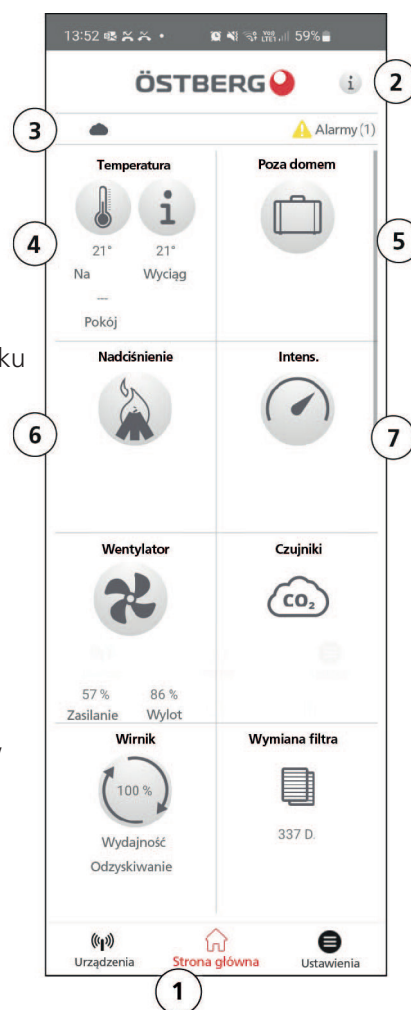 13:52 59%
ÖSTBERG i 2
3 Alarmy(1)
Temperatura Poza domem
i
4 21° 21° 5
Na Wyciąg
---
Pokój
ku
Nadciśnienie Intens.
6 7
Wentylator Czujniki
CO₂
57 % 86 %
Zasilanie Wylot
Wirnik Wymiana filtra
100 %
337 D.
Wydajność
Odzyskiwanie
Urządzenia Strona główna Ustawienia
1